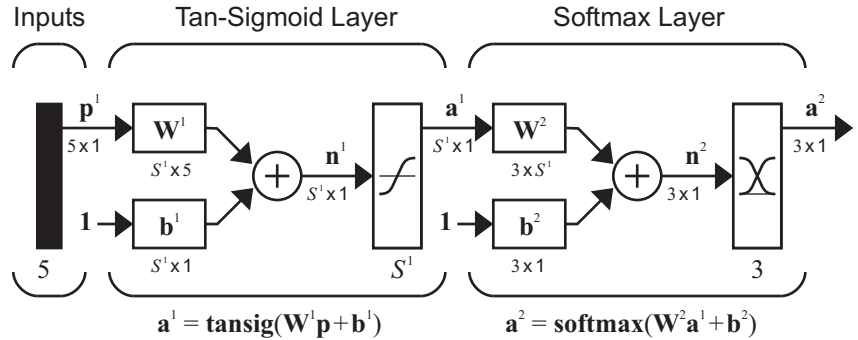 Inputs Tan-Sigmoid Layer Softmax Layer
p¹ a¹ a²
W¹ W²
5 x 1 n¹ S¹ x 1 n² 3 x 1
S¹ x 5 3 x S¹
+ +
S¹ x 1 3 x 1
1 b¹ 1 b²
S¹ x 1 3 x 1
5 S¹ 3
a¹ = tansig(W¹p + b¹) a² = softmax(W²a¹ + b²)